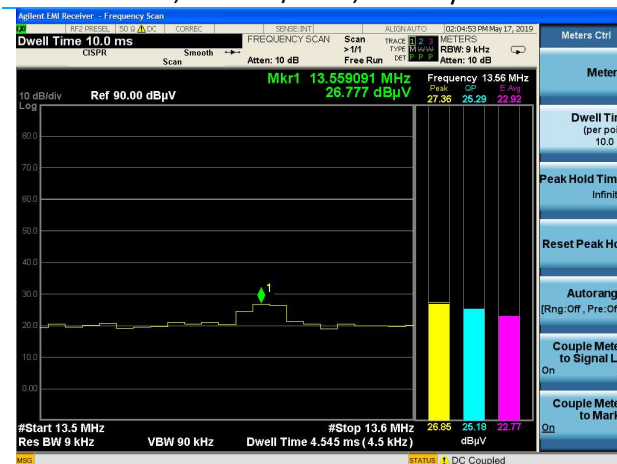 Agilent EMI Receiver - Frequency Scan
RF2 PRESEL 50 Ω DC CORREC SENSE:INT ALIGN AUTO 02:04:53 PM May 17, 2019
Dwell Time 10.0 ms
CISPR
Smooth
Scan
FREQUENCY SCAN
Atten: 10 dB
Scan
>1/1
Free Run
TRACE 1 2 3
TYPE M W W
DET P P P
METERS
RBW: 9 kHz
Atten: 10 dB
Mkr1 13.559091 MHz
26.777 dBµV
10 dB/div Ref 90.00 dBµV
Log
80.0
70.0
60.0
50.0
40.0
30.0
20.0
10.0
0.00
1
#Start 13.5 MHz #Stop 13.6 MHz
Res BW 9 kHz VBW 90 kHz Dwell Time 4.545 ms (4.5 kHz)
Frequency 13.56 MHz
Peak QP E Avg
27.36 25.29 22.92
26.85 25.18 22.77
dBµV
Meters Ctrl
Meter
Dwell Tir
(per poi
10.0
Peak Hold Tim
Infinit
Reset Peak Ho
Autorang
[Rng:Off , Pre:Of
Couple Mete
to Signal L
On
Couple Mete
to Mark
On
MSG STATUS ! DC Coupled